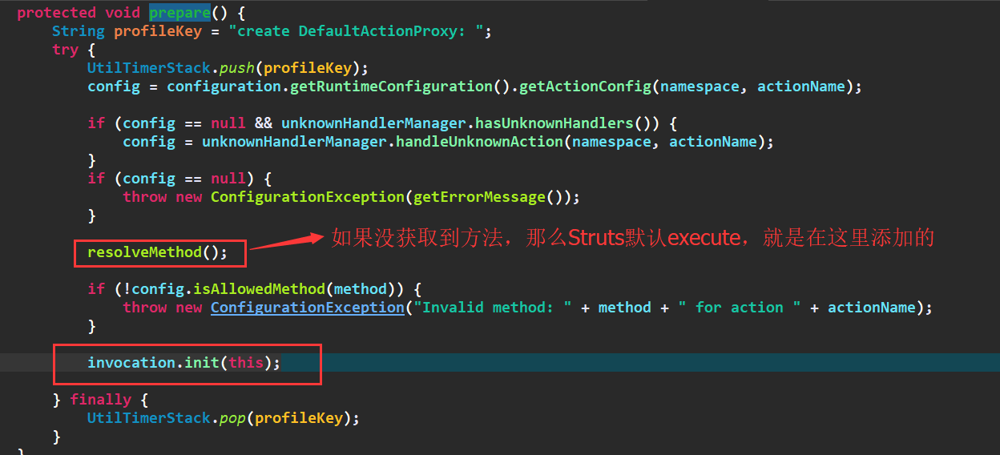 protected void prepare() {
String profileKey = "create DefaultActionProxy: ";
try {
UtilTimerStack.push(profileKey);
config = configuration.getRuntimeConfiguration().getActionConfig(namespace, actionName);
if (config == null && unknownHandlerManager.hasUnknownHandlers()) {
config = unknownHandlerManager.handleUnknownAction(namespace, actionName);
}
if (config == null) {
throw new ConfigurationException(getErrorMessage());
}
如果没获取到方法，那么Struts默认execute，就是在这里添加的
resolveMethod();
if (!config.isAllowedMethod(method)) {
throw new ConfigurationException("Invalid method: " + method + " for action " + actionName);
}
invocation.init(this);
} finally {
UtilTimerStack.pop(profileKey);
}
}